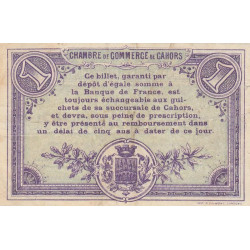 CHAMBRE DE COMMERCE DE CAHORS
Ce billet, garanti par
dépôt d'égale somme à
la Banque de France, est
toujours échangeable aux gui-
chets de sa succursale de Cahors,
et devra, sous peine de prescription,
y être présenté au remboursement dans
un délai de cinq ans à dater de ce jour.
1 1